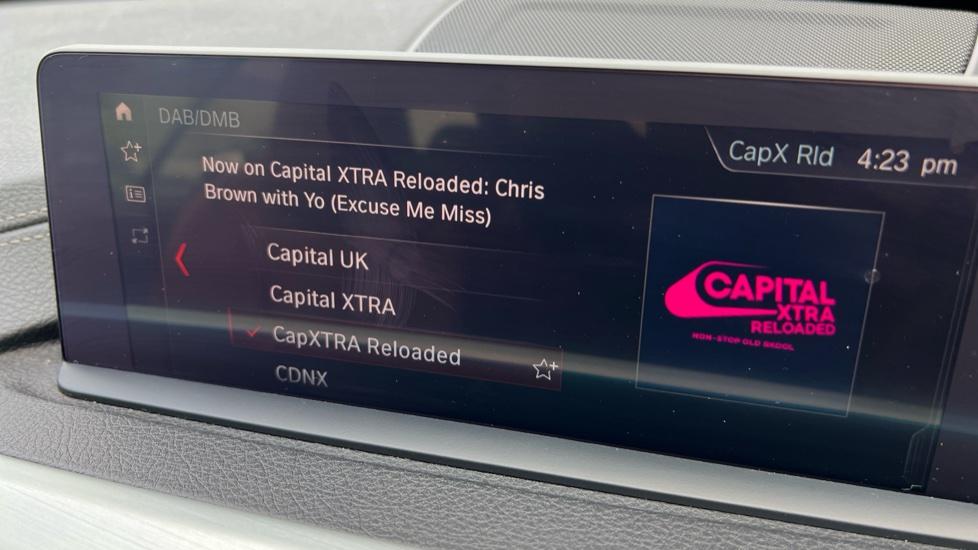 DAB/DMB
CapX Rld 4:23 pm
Now on Capital XTRA Reloaded: Chris
Brown with Yo (Excuse Me Miss)
Capital UK
Capital XTRA
CapXTRA Reloaded
CDNX
CAPITAL
XTRA
RELOADED
NON-STOP OLD SKOOL